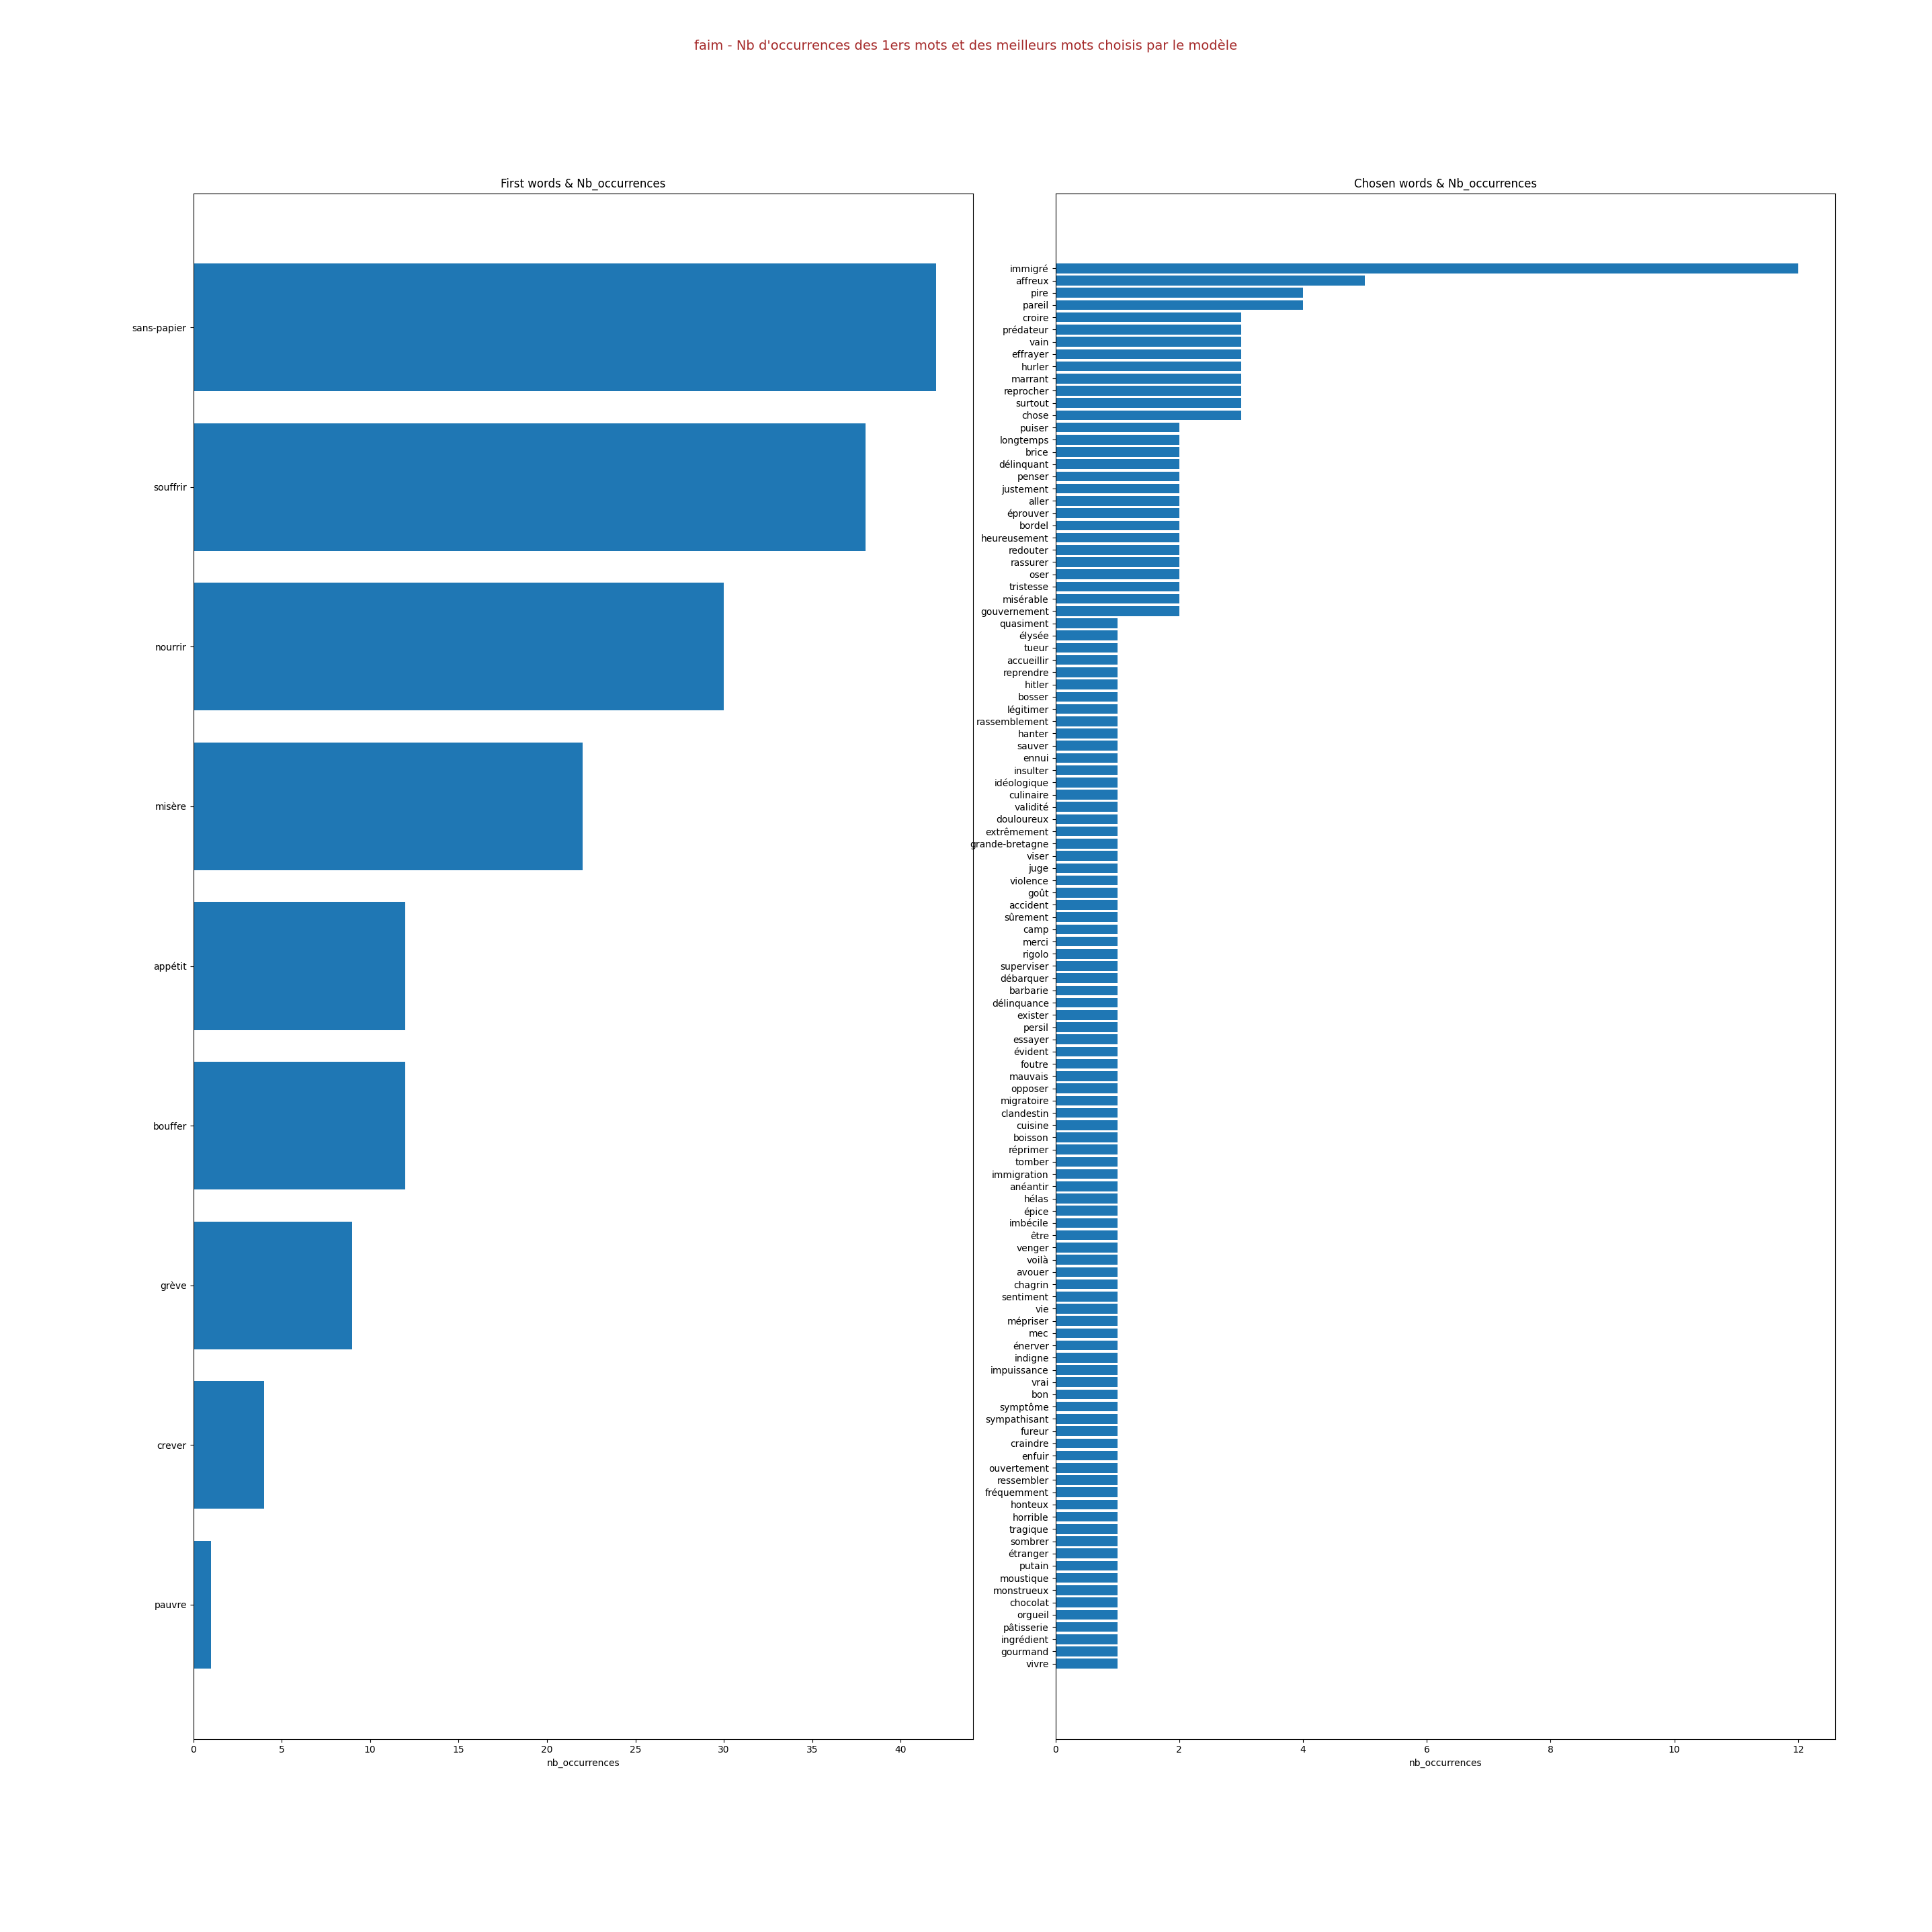 faim - Nb d'occurrences des 1ers mots et des meilleurs mots choisis par le modèle
First words & Nb_occurrences
sans-papier
souffrir
nourrir
misère
appétit
bouffer
grève
crever
pauvre
0 5 10 15 20 25 30 35 40
nb_occurrences
Chosen words & Nb_occurrences
immigré
affreux
pire
pareil
croire
prédateur
vain
effrayer
hurler
marrant
reprocher
surtout
chose
puiser
longtemps
brice
délinquant
penser
justement
aller
éprouver
bordel
heureusement
redouter
rassurer
oser
tristesse
misérable
gouvernement
quasiment
élysée
tueur
accueillir
reprendre
hitler
bosser
légitimer
rassemblement
hanter
sauver
ennui
insulter
idéologique
culinaire
validité
douloureux
extrêmement
grande-bretagne
viser
juge
violence
goût
accident
sûrement
camp
merci
rigolo
superviser
débarquer
barbarie
délinquance
exister
persil
essayer
évident
foutre
mauvais
opposer
migratoire
clandestin
cuisine
boisson
réprimer
tomber
immigration
anéantir
hélas
épice
imbécile
être
venger
voilà
avouer
chagrin
sentiment
vie
mépriser
mec
énerver
indigne
impuissance
vrai
bon
symptôme
sympathisant
fureur
craindre
enfuir
ouvertement
ressembler
fréquemment
honteux
horrible
tragique
sombrer
étranger
putain
moustique
monstrueux
chocolat
orgueil
pâtisserie
ingrédient
gourmand
vivre
0 2 4 6 8 10 12
nb_occurrences